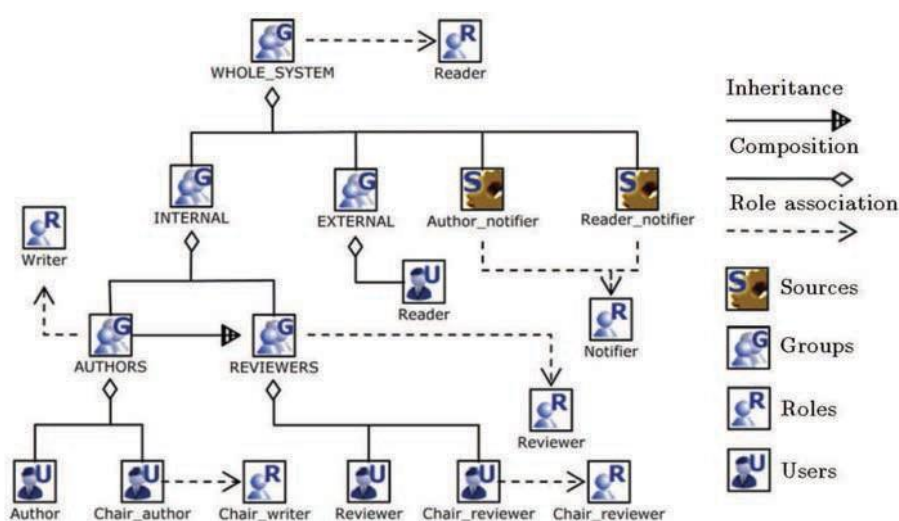 WHOLE_SYSTEM
Reader
Inheritance
Composition
Role association
INTERNAL
EXTERNAL
Author_notifier
Reader_notifier
Writer
Reader
Notifier
Sources
AUTHORS
REVIEWERS
Groups
Reviewer
Roles
Author
Chair_author
Chair_writer
Reviewer
Chair_reviewer
Chair_reviewer
Users
G
R
G
G
S
S
R
U
R
S
G
G
G
R
R
U
U
R
U
U
R
U